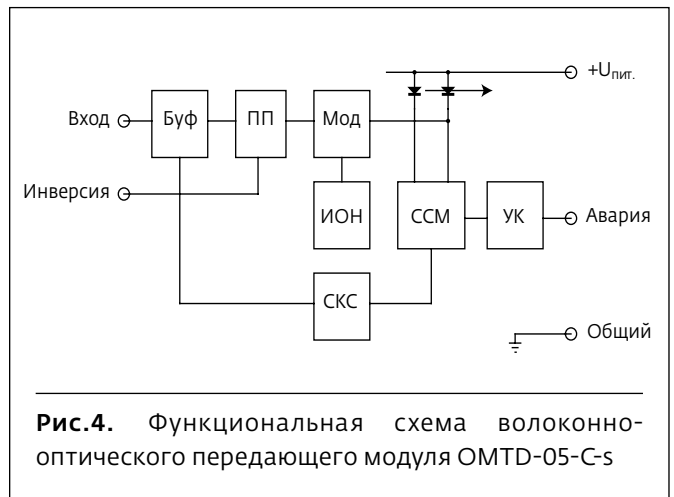 +Uпит.
Вход
Буф
ПП
Мод
Инверсия
ИОН
ССМ
УК
Авария
СКС
Общий
Рис.4. Функциональная схема волоконно-
оптического передающего модуля OMTD-05-C-s